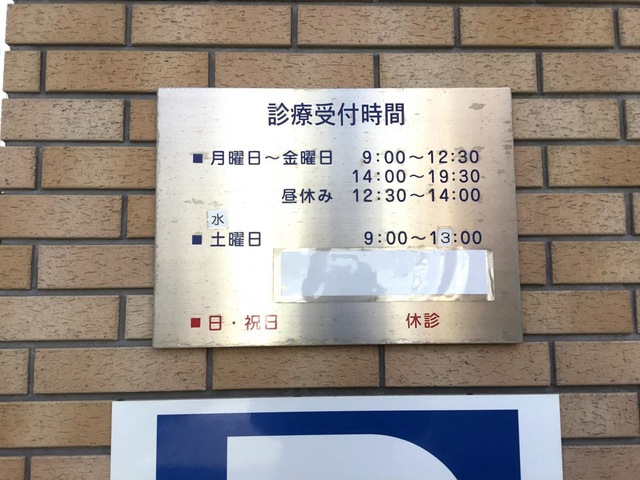 診療受付時間
■月曜日～金曜日 9:00～12:30
14:00～19:30
昼休み 12:30～14:00
水
■土曜日 9:00～13:00
■日・祝日 休診